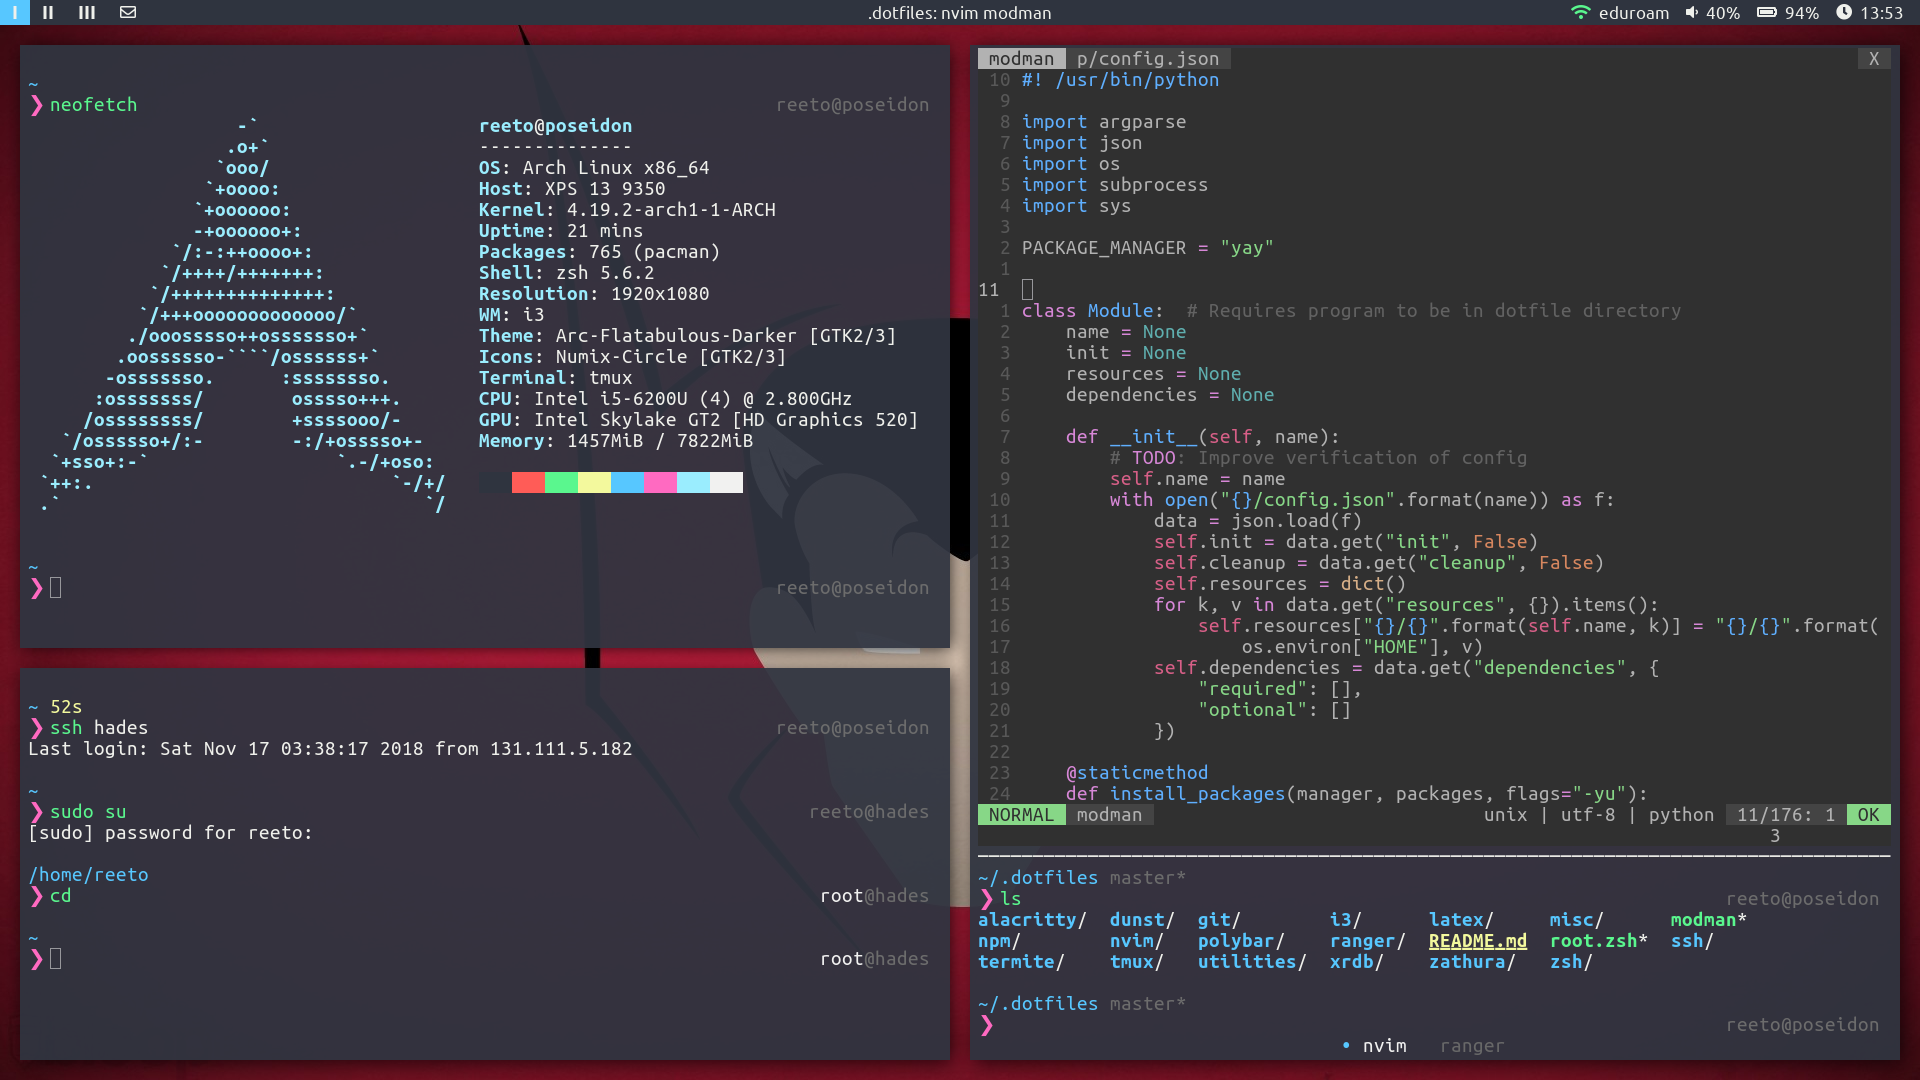 I II III .dotfiles: nvim modman eduroam 40% 94% 13:53
~
❯ neofetch reeto@poseidon
-`
.o+`
`ooo/
`+oooo:
`+oooooo:
-+oooooo+:
`/:-:++oooo+:
`/++++/+++++++:
`/++++++++++++++:
`/+++ooooooooooooo/`
./ooosssso++osssssso+`
.oossssso-````/ossssss+`
-osssssso.      :ssssssso.
:osssssss/        osssso+++.
/ossssssss/        +ssssooo/-
`/ossssso+/:-        -:/+osssso+-
`+sso+:-`                 `.-/+oso:
`++:.                           `-/+/
.`                                 `/
reeto@poseidon
--------------
OS: Arch Linux x86_64
Host: XPS 13 9350
Kernel: 4.19.2-arch1-1-ARCH
Uptime: 21 mins
Packages: 765 (pacman)
Shell: zsh 5.6.2
Resolution: 1920x1080
WM: i3
Theme: Arc-Flatabulous-Darker [GTK2/3]
Icons: Numix-Circle [GTK2/3]
Terminal: tmux
CPU: Intel i5-6200U (4) @ 2.800GHz
GPU: Intel Skylake GT2 [HD Graphics 520]
Memory: 1457MiB / 7822MiB
~
❯ reeto@poseidon
~ 52s
❯ ssh hades reeto@poseidon
Last login: Sat Nov 17 03:38:17 2018 from 131.111.5.182
~
❯ sudo su reeto@hades
[sudo] password for reeto:
/home/reeto
❯ cd root@hades
~
❯ root@hades
modman p/config.json X
10 #! /usr/bin/python
9
8 import argparse
7 import json
6 import os
5 import subprocess
4 import sys
3
2 PACKAGE_MANAGER = "yay"
1
11
1 class Module:  # Requires program to be in dotfile directory
2     name = None
3     init = None
4     resources = None
5     dependencies = None
6
7     def __init__(self, name):
8         # TODO: Improve verification of config
9         self.name = name
10         with open("{}/config.json".format(name)) as f:
11             data = json.load(f)
12             self.init = data.get("init", False)
13             self.cleanup = data.get("cleanup", False)
14             self.resources = dict()
15             for k, v in data.get("resources", {}).items():
16                 self.resources["{}/{}".format(self.name, k)] = "{}/{}".format(
17                     os.environ["HOME"], v)
18             self.dependencies = data.get("dependencies", {
19                 "required": [],
20                 "optional": []
21             })
22
23     @staticmethod
24     def install_packages(manager, packages, flags="-yu"):
NORMAL modman unix | utf-8 | python 11/176: 1 OK
3
~/.dotfiles master*
❯ ls reeto@poseidon
alacritty/ dunst/ git/ i3/ latex/ misc/ modman*
npm/ nvim/ polybar/ ranger/ README.md root.zsh* ssh/
termite/ tmux/ utilities/ xrdb/ zathura/ zsh/
~/.dotfiles master*
❯ reeto@poseidon
• nvim ranger